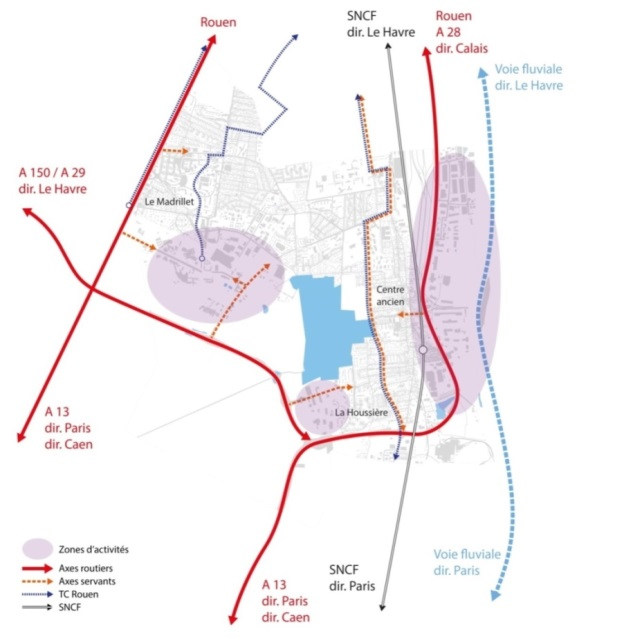 Rouen
SNCF
dir. Le Havre
Rouen
A 28
dir. Calais
Voie fluviale
dir. Le Havre
A 150 / A 29
dir. Le Havre
Le Madrillet
Centre
ancien
La Houssière
A 13
dir. Paris
dir. Caen
Voie fluviale
dir. Paris
SNCF
dir. Paris
A 13
dir. Paris
dir. Caen
Zones d'activités
Axes routiers
Axes servants
TC Rouen
SNCF